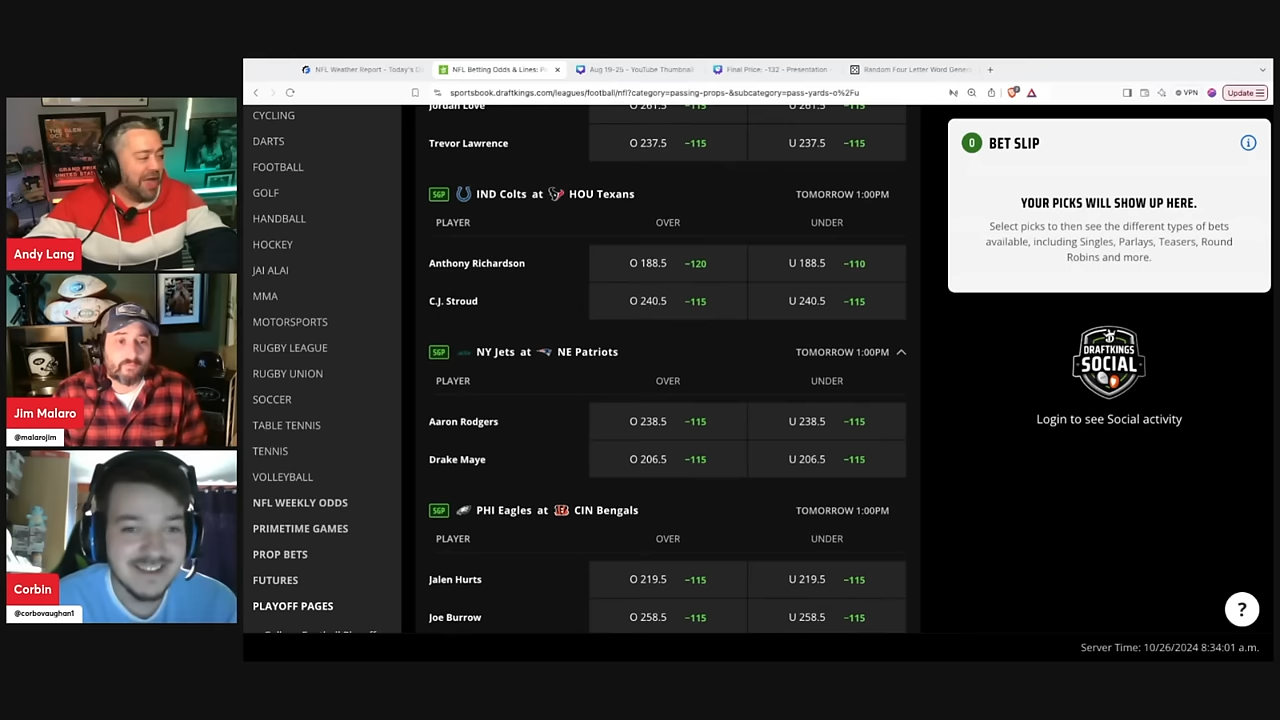 NFL Weather Report – Today's
NFL Betting Odds & Lines:
Aug 19-25 - YouTube Thumbnail
Final Price: -132 - Presentation
Random Four Letter Word Gener
sportsbook.draftkings.com/leagues/football/nfl?category=passing-props-&subcategory=pass-yards-o%2Fu
VPN
Update
Andy Lang
Jim Malaro
@malarojim
Corbin
@corbovaughan1
CYCLING
DARTS
FOOTBALL
GOLF
HANDBALL
HOCKEY
JAI ALAI
MMA
MOTORSPORTS
RUGBY LEAGUE
RUGBY UNION
SOCCER
TABLE TENNIS
TENNIS
VOLLEYBALL
NFL WEEKLY ODDS
PRIMETIME GAMES
PROP BETS
FUTURES
PLAYOFF PAGES
Jordan Love O 261.5 −115 U 261.5 −115
Trevor Lawrence O 237.5 −115 U 237.5 −115
SGP IND Colts at HOU Texans TOMORROW 1:00PM
PLAYER OVER UNDER
Anthony Richardson O 188.5 −120 U 188.5 −110
C.J. Stroud O 240.5 −115 U 240.5 −115
SGP NY Jets at NE Patriots TOMORROW 1:00PM
PLAYER OVER UNDER
Aaron Rodgers O 238.5 −115 U 238.5 −115
Drake Maye O 206.5 −115 U 206.5 −115
SGP PHI Eagles at CIN Bengals TOMORROW 1:00PM
PLAYER OVER UNDER
Jalen Hurts O 219.5 −115 U 219.5 −115
Joe Burrow O 258.5 −115 U 258.5 −115
0 BET SLIP
YOUR PICKS WILL SHOW UP HERE.
Select picks to then see the different types of bets
available, including Singles, Parlays, Teasers, Round
Robins and more.
DRAFTKINGS
SOCIAL
Login to see Social activity
?
Server Time: 10/26/2024 8:34:01 a.m.